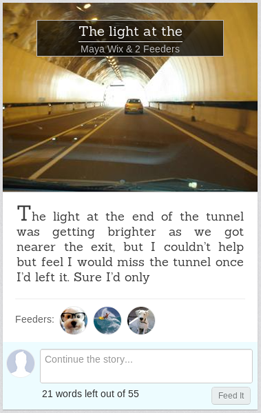 The light at the
Maya Wix & 2 Feeders
The light at the end of the tunnel
was getting brighter as we got
nearer the exit, but I couldn't help
but feel I would miss the tunnel once
I'd left it. Sure I'd only
Feeders:
Continue the story...
21 words left out of 55
Feed It